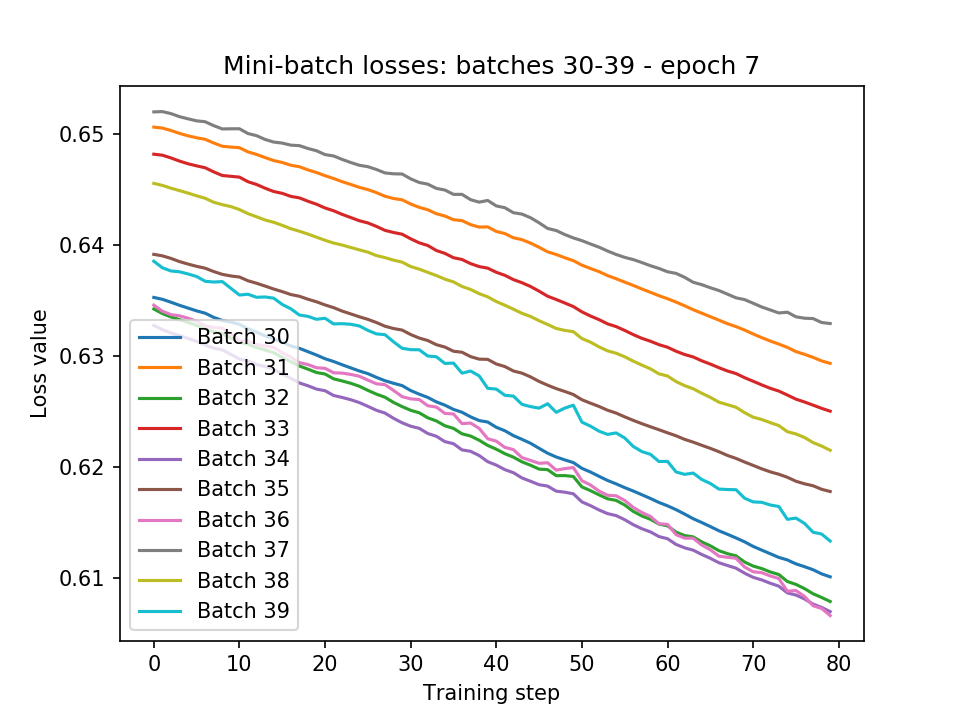 Mini-batch losses: batches 30-39 - epoch 7
Loss value
0.65
0.64
0.63
0.62
0.61
Batch 30
Batch 31
Batch 32
Batch 33
Batch 34
Batch 35
Batch 36
Batch 37
Batch 38
Batch 39
0 10 20 30 40 50 60 70 80
Training step